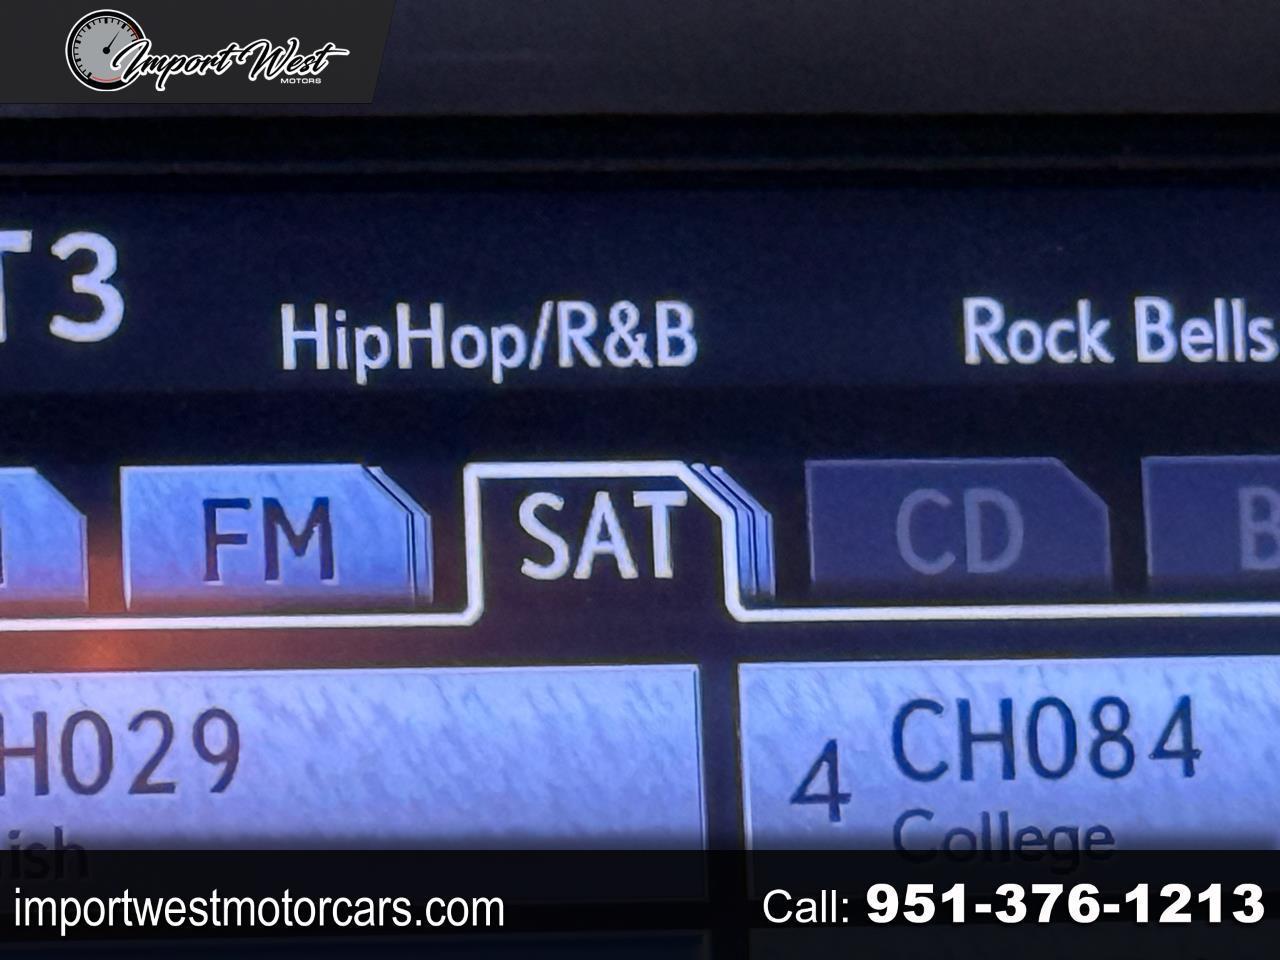 Import West
MOTORS
T3
HipHop/R&B
Rock Bells
FM
SAT
CD
B
H029
CH084
4
College
ish
importwestmotorcars.com
Call: 951-376-1213